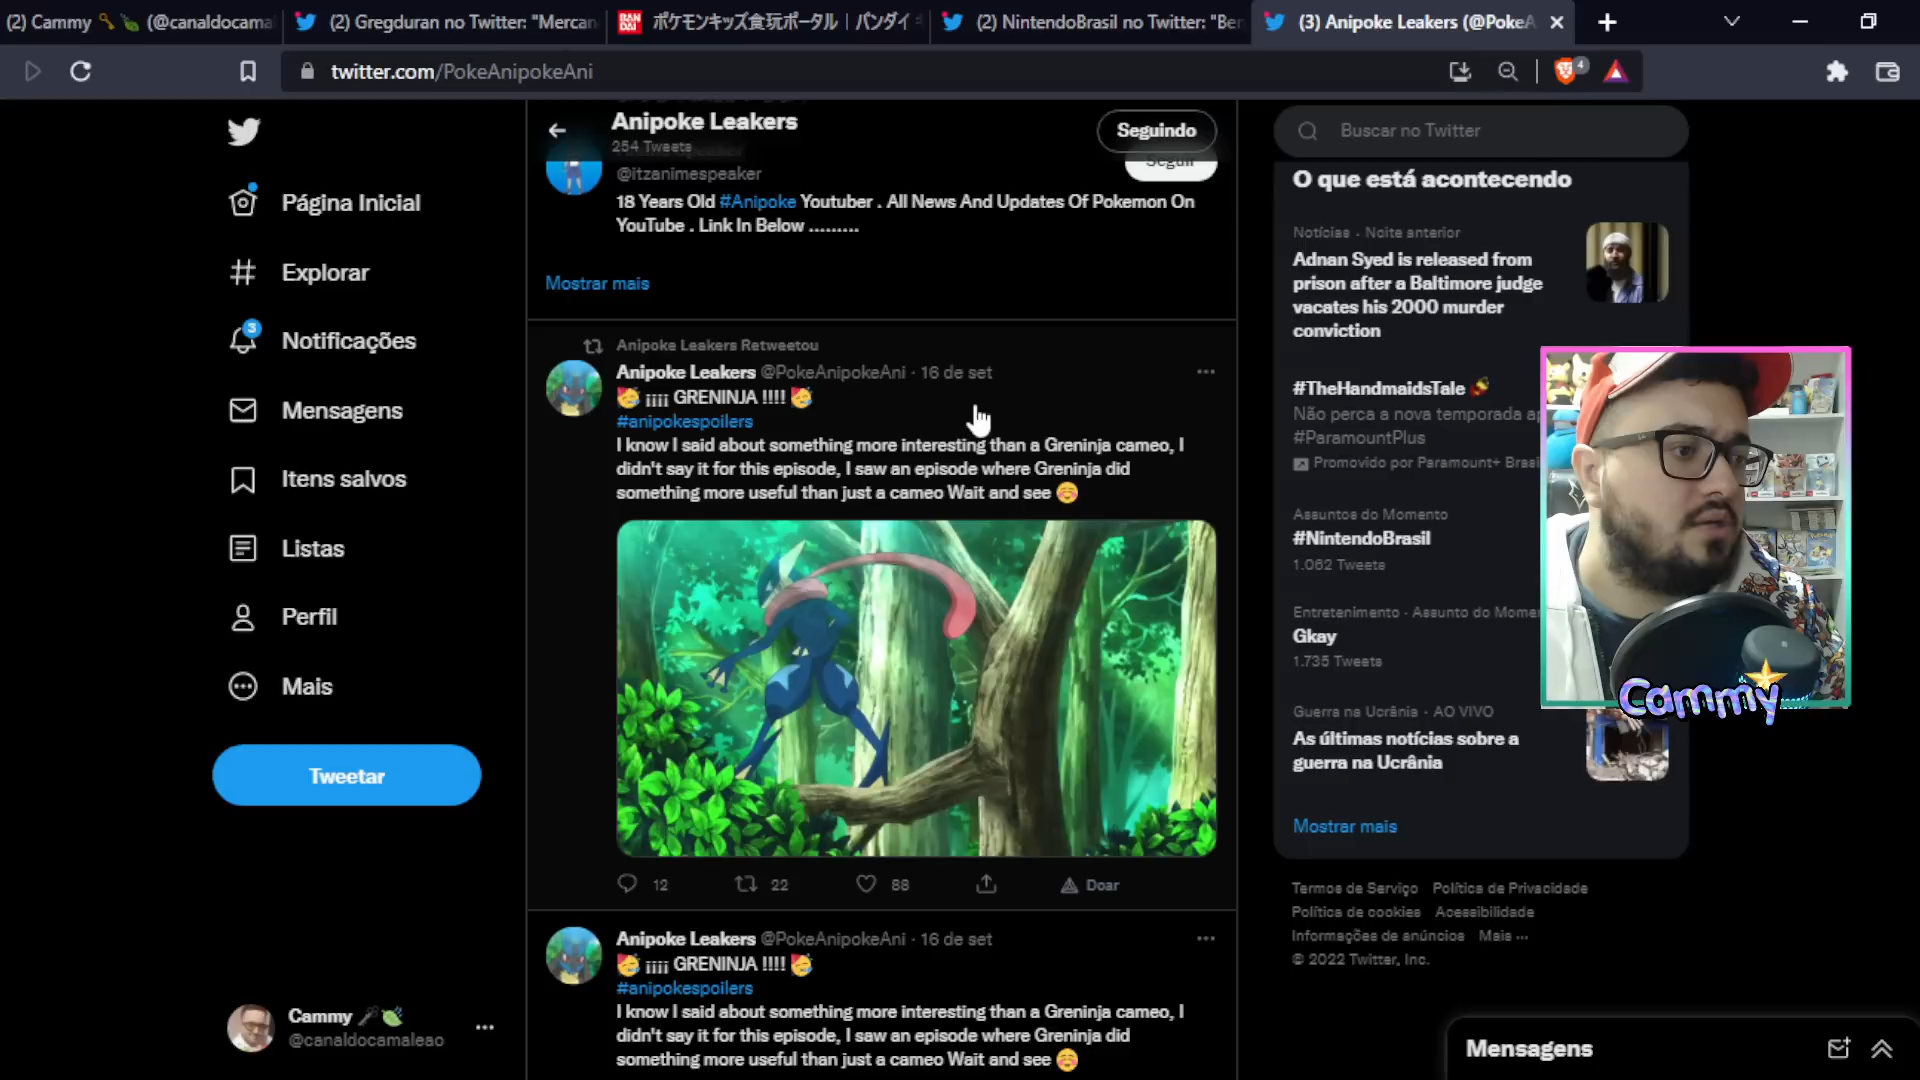 (2) Cammy (@canaldocama
(2) Gregduran no Twitter: "Mercan
BAN DAI
ポケモンキッズ食玩ポータル｜バンダイ
(2) NintendoBrasil no Twitter: "Ber
(3) Anipoke Leakers (@PokeA
twitter.com/PokeAnipokeAni
4
Anipoke Leakers
254 Tweets
Seguindo
Seguir
@itzanimespeaker
18 Years Old #Anipoke Youtuber . All News And Updates Of Pokemon On
YouTube . Link In Below .........
Mostrar mais
Página Inicial
Explorar
3
Notificações
Mensagens
Itens salvos
Listas
Perfil
Mais
Tweetar
Cammy
@canaldocamaleao
Anipoke Leakers Retweetou
Anipoke Leakers @PokeAnipokeAni · 16 de set
🥳 ¡¡¡¡ GRENINJA !!!! 🥳
#anipokespoilers
I know I said about something more interesting than a Greninja cameo, I
didn't say it for this episode, I saw an episode where Greninja did
something more useful than just a cameo Wait and see ☺️
12
22
88
Doar
Anipoke Leakers @PokeAnipokeAni · 16 de set
🥳 ¡¡¡¡ GRENINJA !!!! 🥳
#anipokespoilers
I know I said about something more interesting than a Greninja cameo, I
didn't say it for this episode, I saw an episode where Greninja did
something more useful than just a cameo Wait and see ☺️
Buscar no Twitter
O que está acontecendo
Notícias · Noite anterior
Adnan Syed is released from
prison after a Baltimore judge
vacates his 2000 murder
conviction
#TheHandmaidsTale
Não perca a nova temporada a
#ParamountPlus
Promovido por Paramount+ Brasi
Assuntos do Momento
#NintendoBrasil
1.062 Tweets
Entretenimento · Assunto do Mome
Gkay
1.735 Tweets
Guerra na Ucrânia · AO VIVO
As últimas notícias sobre a
guerra na Ucrânia
Mostrar mais
Cammy
Termos de Serviço Política de Privacidade
Política de cookies Acessibilidade
Informações de anúncios Mais ···
© 2022 Twitter, Inc.
Mensagens